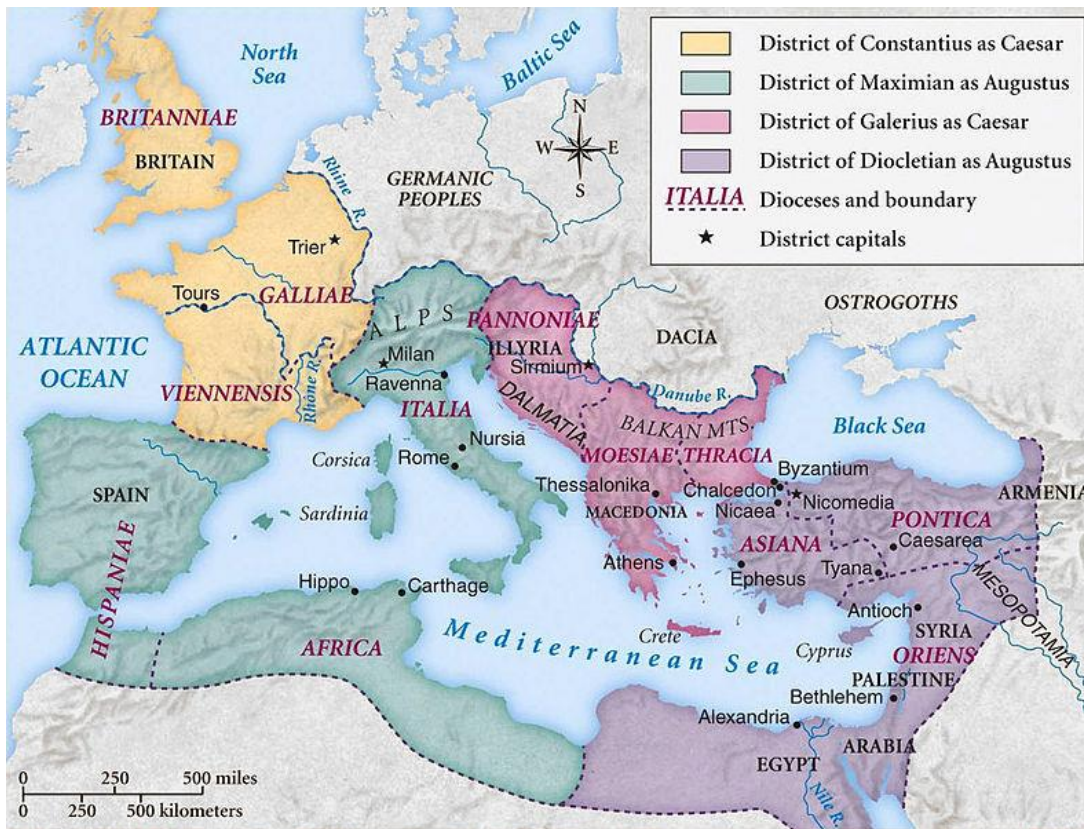 North
Sea
Baltic Sea
BRITANNIAE
BRITAIN
N
W E
S
GERMANIC
PEOPLES
Rhine R.
Trier
Tours
GALLIAE
ATLANTIC
OCEAN
VIENNENSIS
Rhône R.
ALPS
Milan
Ravenna
ITALIA
PANNONIAE
ILLYRIA
Sirmium
DACIA
OSTROGOTHS
DALMATIA
Danube R.
BALKAN MTS.
MOESIAE
THRACIA
Black Sea
Corsica
Nursia
Rome
Sardinia
SPAIN
HISPANIAE
Thessalonika
MACEDONIA
Athens
Byzantium
Chalcedon
Nicomedia
Nicaea
ASIANA
Ephesus
PONTICA
Caesarea
Tyana
ARMENIA
MESOPOTAMIA
Antioch
SYRIA
ORIENS
Hippo
Carthage
AFRICA
Mediterranean Sea
Crete
Cyprus
PALESTINE
Bethlehem
Alexandria
EGYPT
ARABIA
Nile R.
District of Constantius as Caesar
District of Maximian as Augustus
District of Galerius as Caesar
District of Diocletian as Augustus
ITALIA Dioceses and boundary
District capitals
0 250 500 miles
0 250 500 kilometers